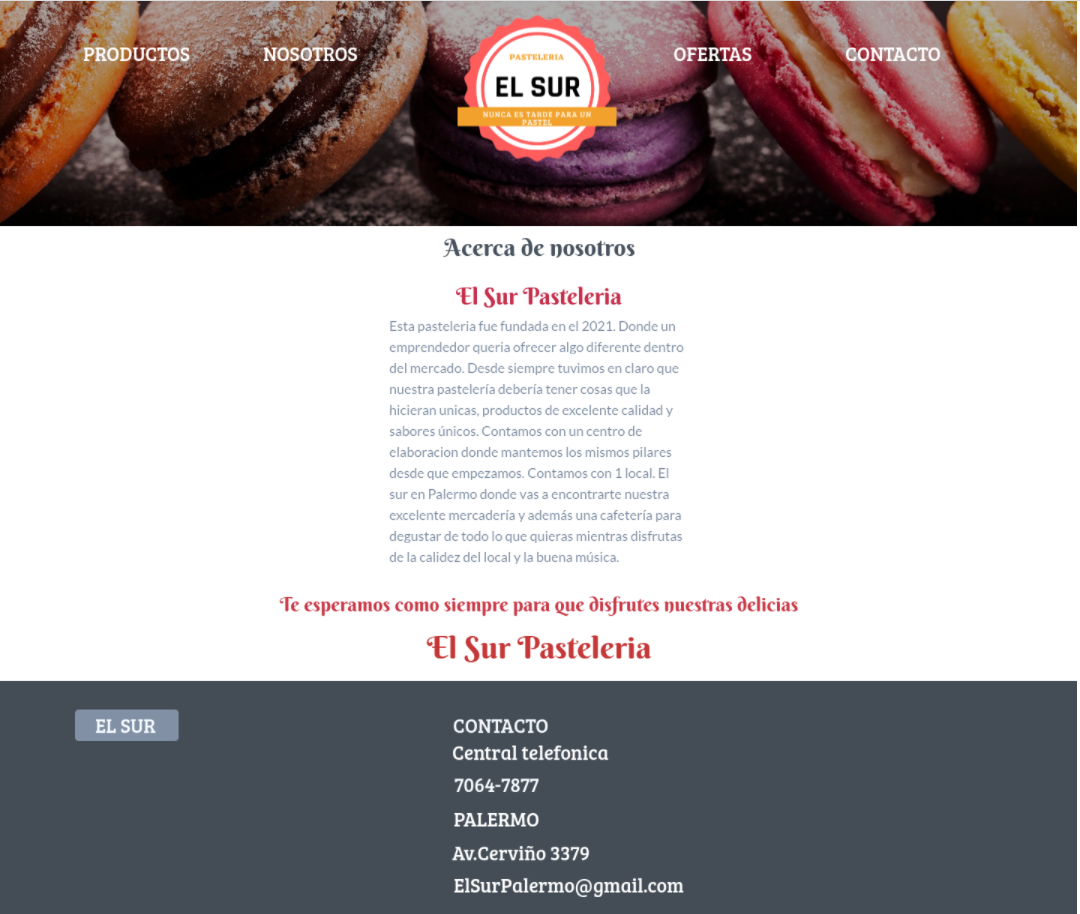 PRODUCTOS
NOSOTROS
PASTELERIA
EL SUR
NUNCA ES TARDE PARA UN
PASTEL
OFERTAS
CONTACTO
Acerca de nosotros
El Sur Pasteleria
Esta pasteleria fue fundada en el 2021. Donde un
emprendedor queria ofrecer algo diferente dentro
del mercado. Desde siempre tuvimos en claro que
nuestra pastelería debería tener cosas que la
hicieran unicas, productos de excelente calidad y
sabores únicos. Contamos con un centro de
elaboracion donde mantemos los mismos pilares
desde que empezamos. Contamos con 1 local. El
sur en Palermo donde vas a encontrarte nuestra
excelente mercadería y además una cafetería para
degustar de todo lo que quieras mientras disfrutas
de la calidez del local y la buena música.
Te esperamos como siempre para que disfrutes nuestras delicias
El Sur Pasteleria
EL SUR
CONTACTO
Central telefonica
7064-7877
PALERMO
Av.Cerviño 3379
ElSurPalermo@gmail.com